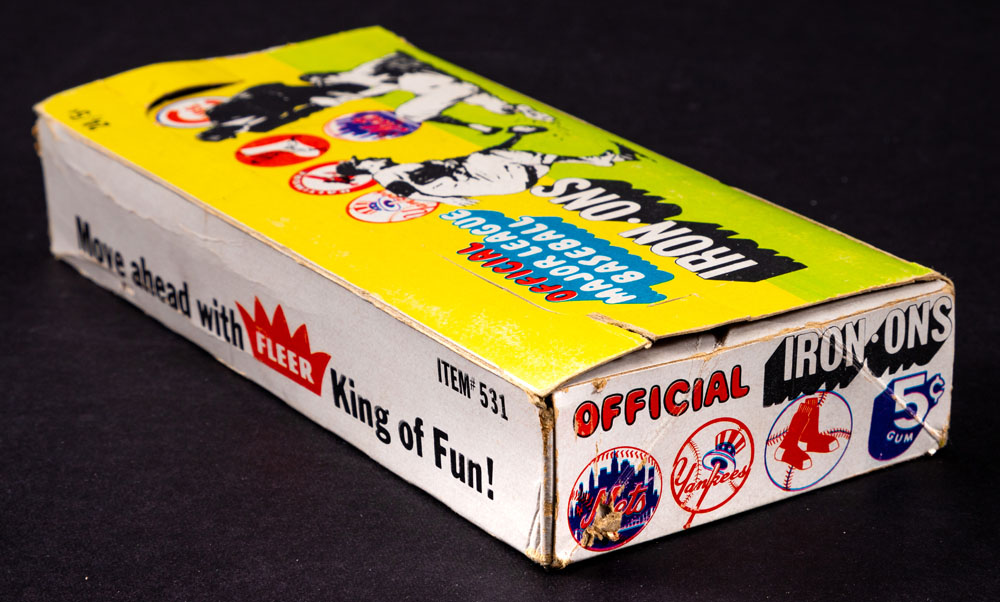 IRON·ONS
OFFICIAL
MAJOR LEAGUE
BASEBALL
Move ahead with FLEER King of Fun!
ITEM# 531
OFFICIAL IRON·ONS
Mets
Yankees
5¢
GUM